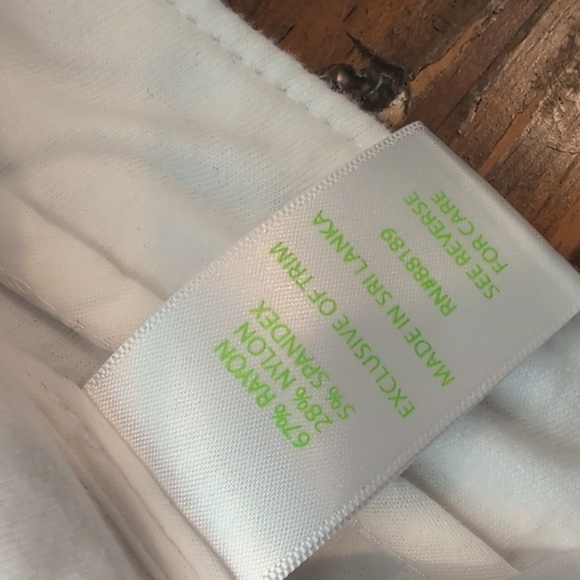 67% RAYON
28% NYLON
5% SPANDEX
EXCLUSIVE OF TRIM
MADE IN SRI LANKA
RN#88189
SEE REVERSE
FOR CARE